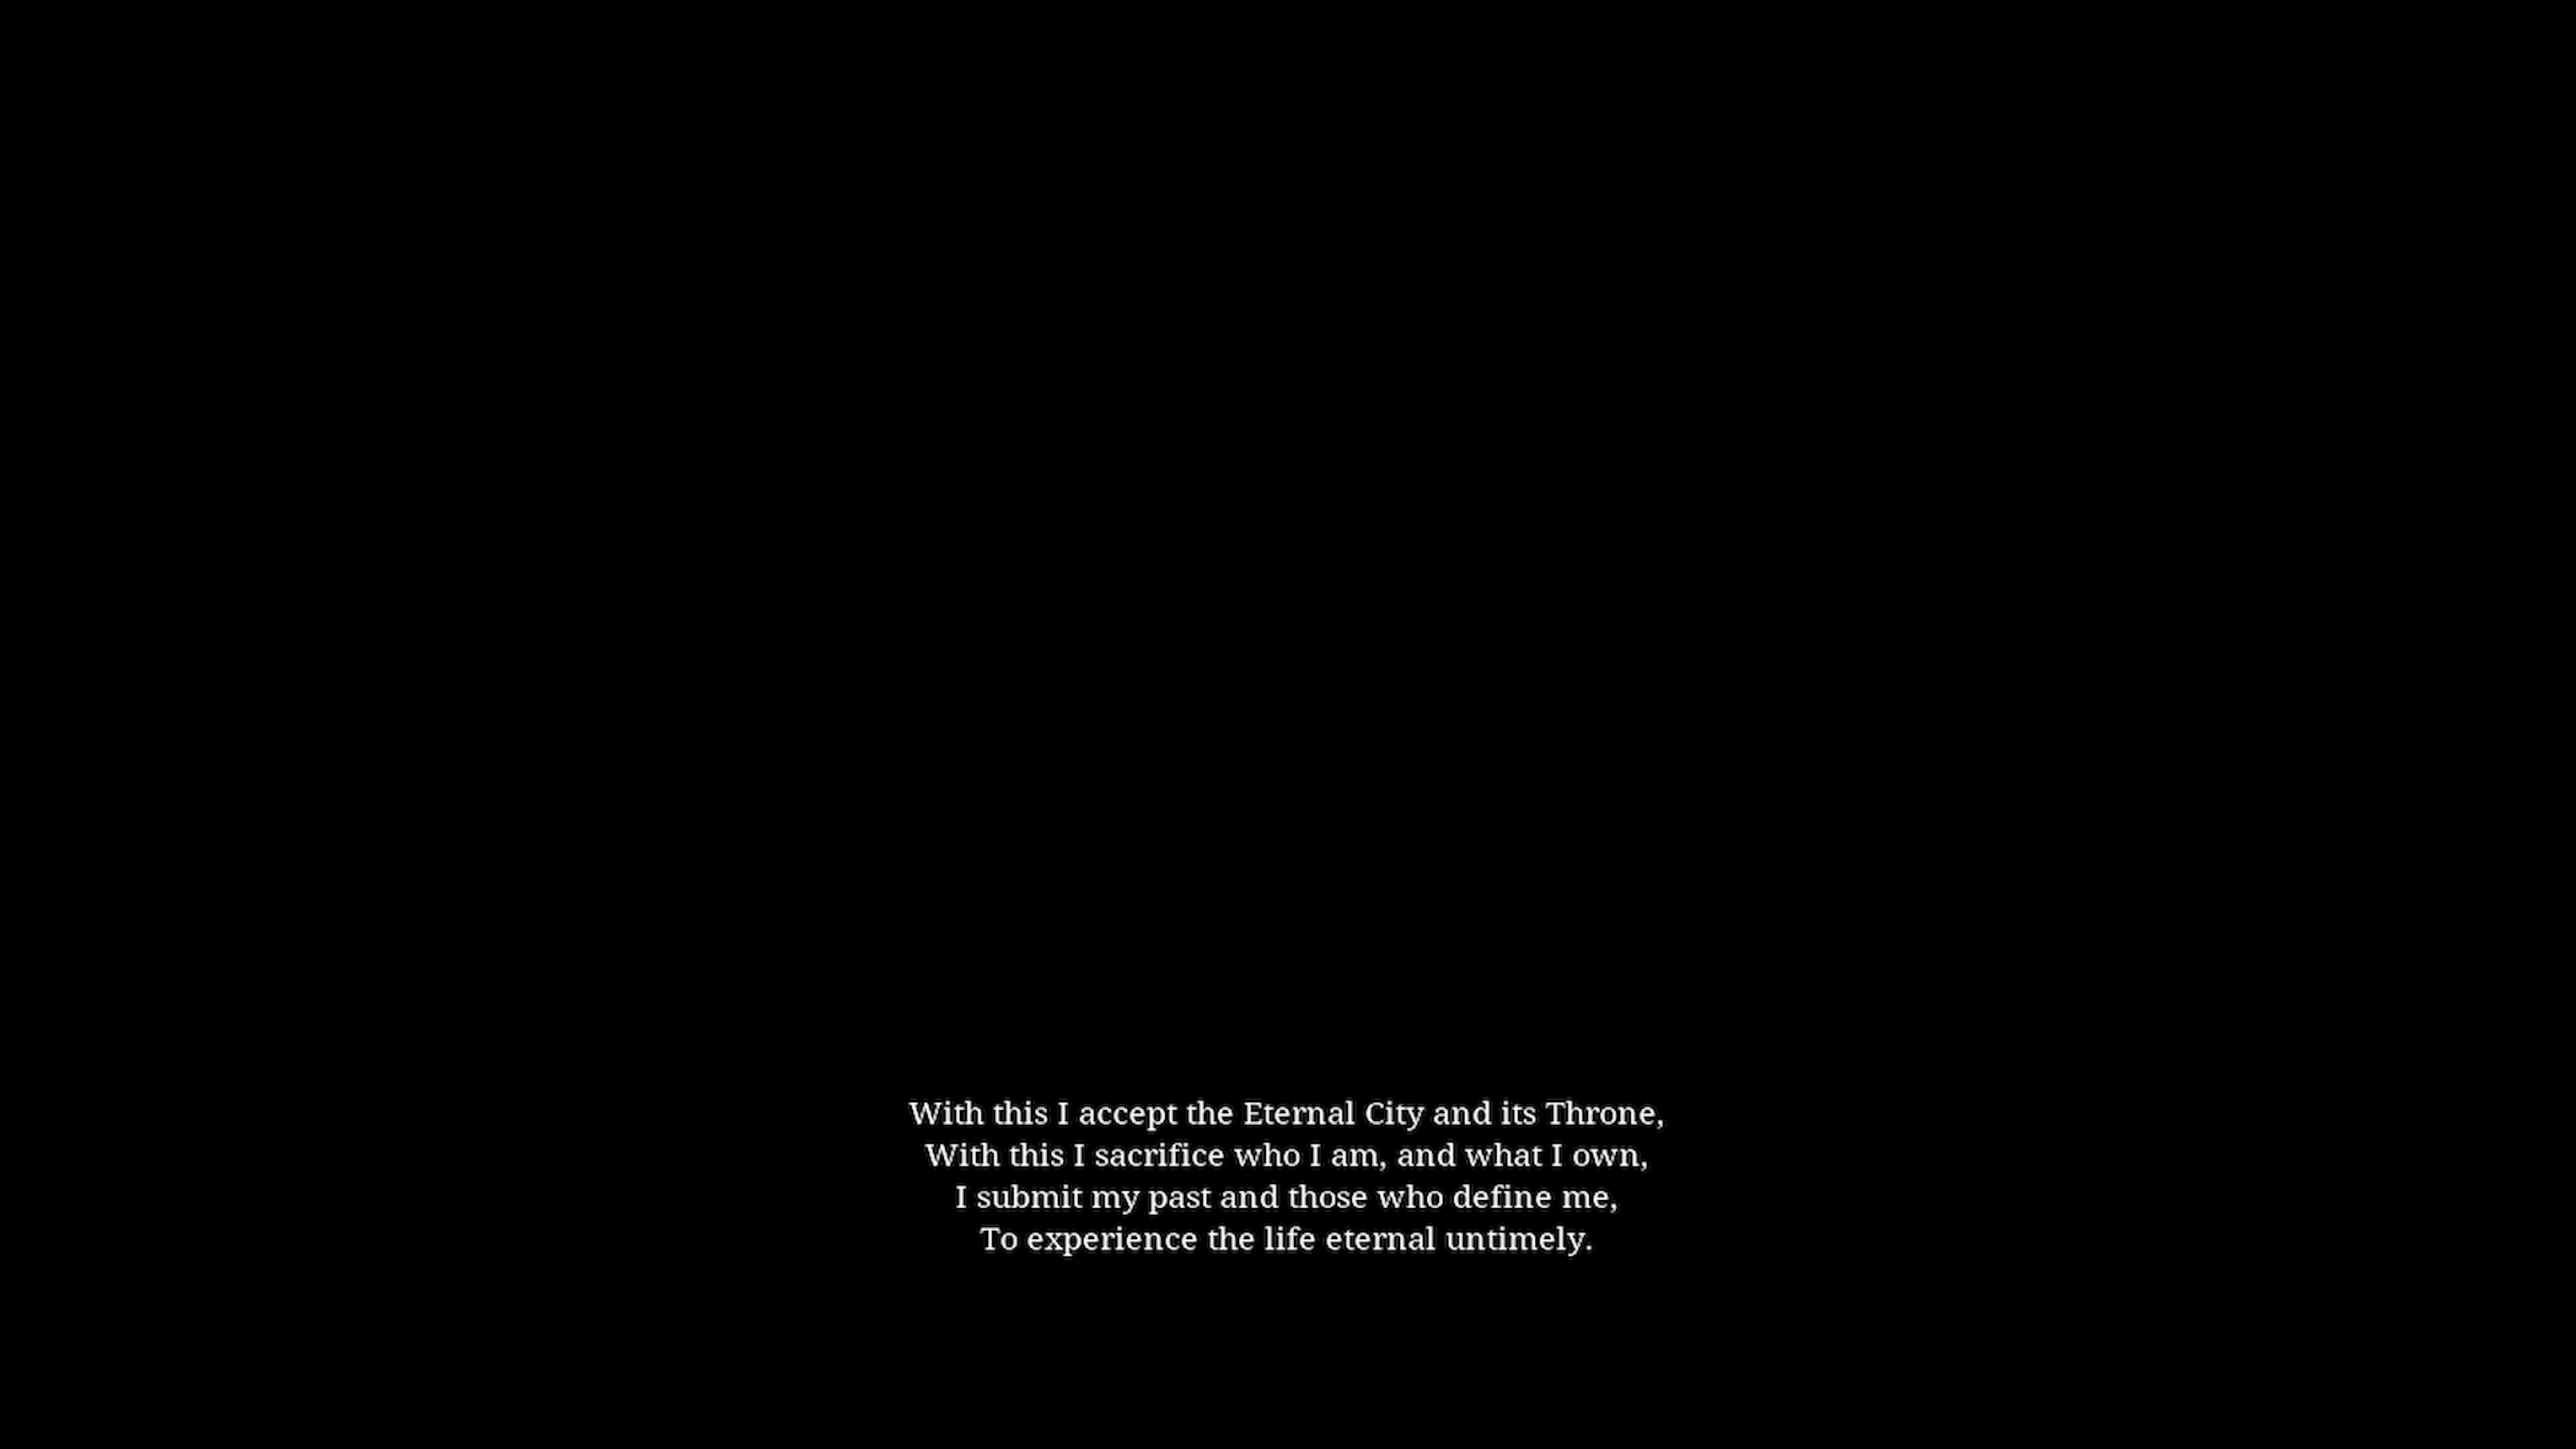 With this I accept the Eternal City and its Throne,
With this I sacrifice who I am, and what I own,
I submit my past and those who define me,
To experience the life eternal untimely.